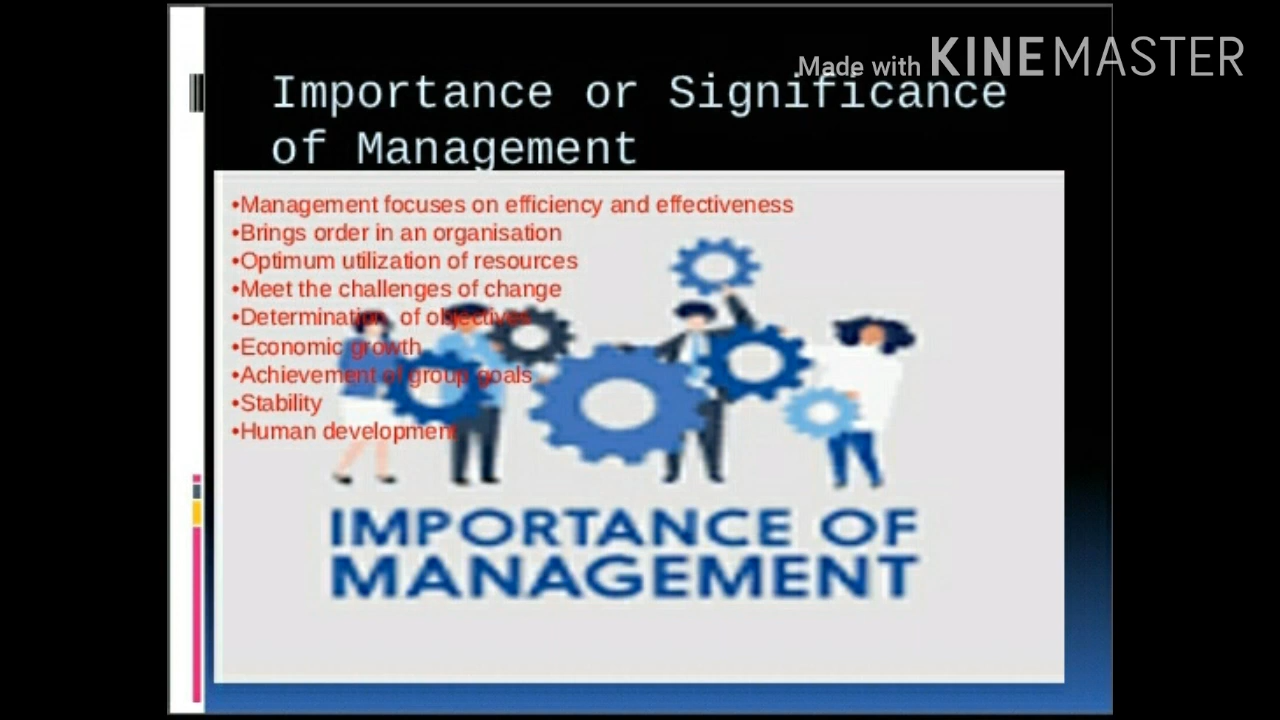 Made with KINEMASTER
Importance or Significance
of Management
•Management focuses on efficiency and effectiveness
•Brings order in an organisation
•Optimum utilization of resources
•Meet the challenges of change
•Determination of objectives
•Economic growth
•Achievement of group goals
•Stability
•Human development
IMPORTANCE OF
MANAGEMENT